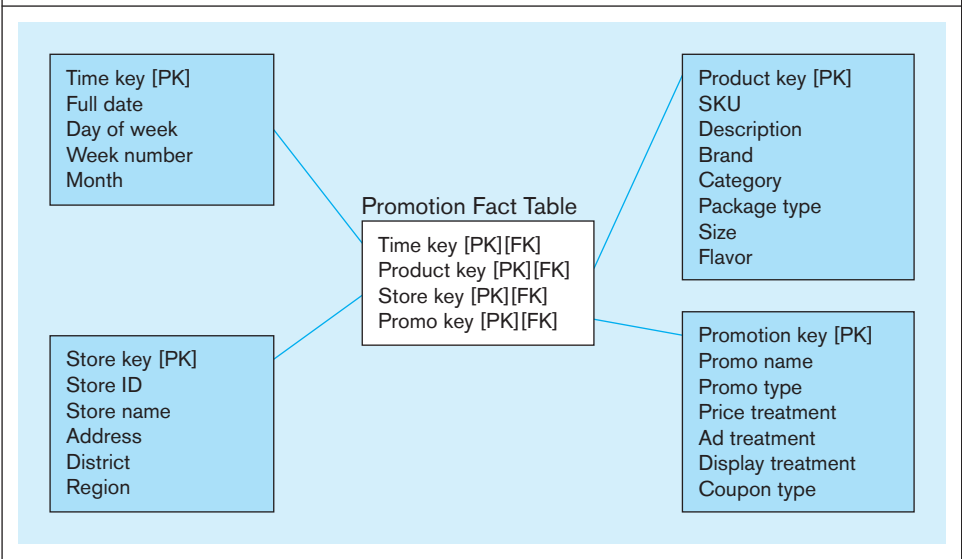 Time key [PK]
Full date
Day of week
Week number
Month
Product key [PK]
SKU
Description
Brand
Category
Package type
Size
Flavor
Promotion Fact Table
Time key [PK][FK]
Product key [PK][FK]
Store key [PK][FK]
Promo key [PK][FK]
Store key [PK]
Store ID
Store name
Address
District
Region
Promotion key [PK]
Promo name
Promo type
Price treatment
Ad treatment
Display treatment
Coupon type